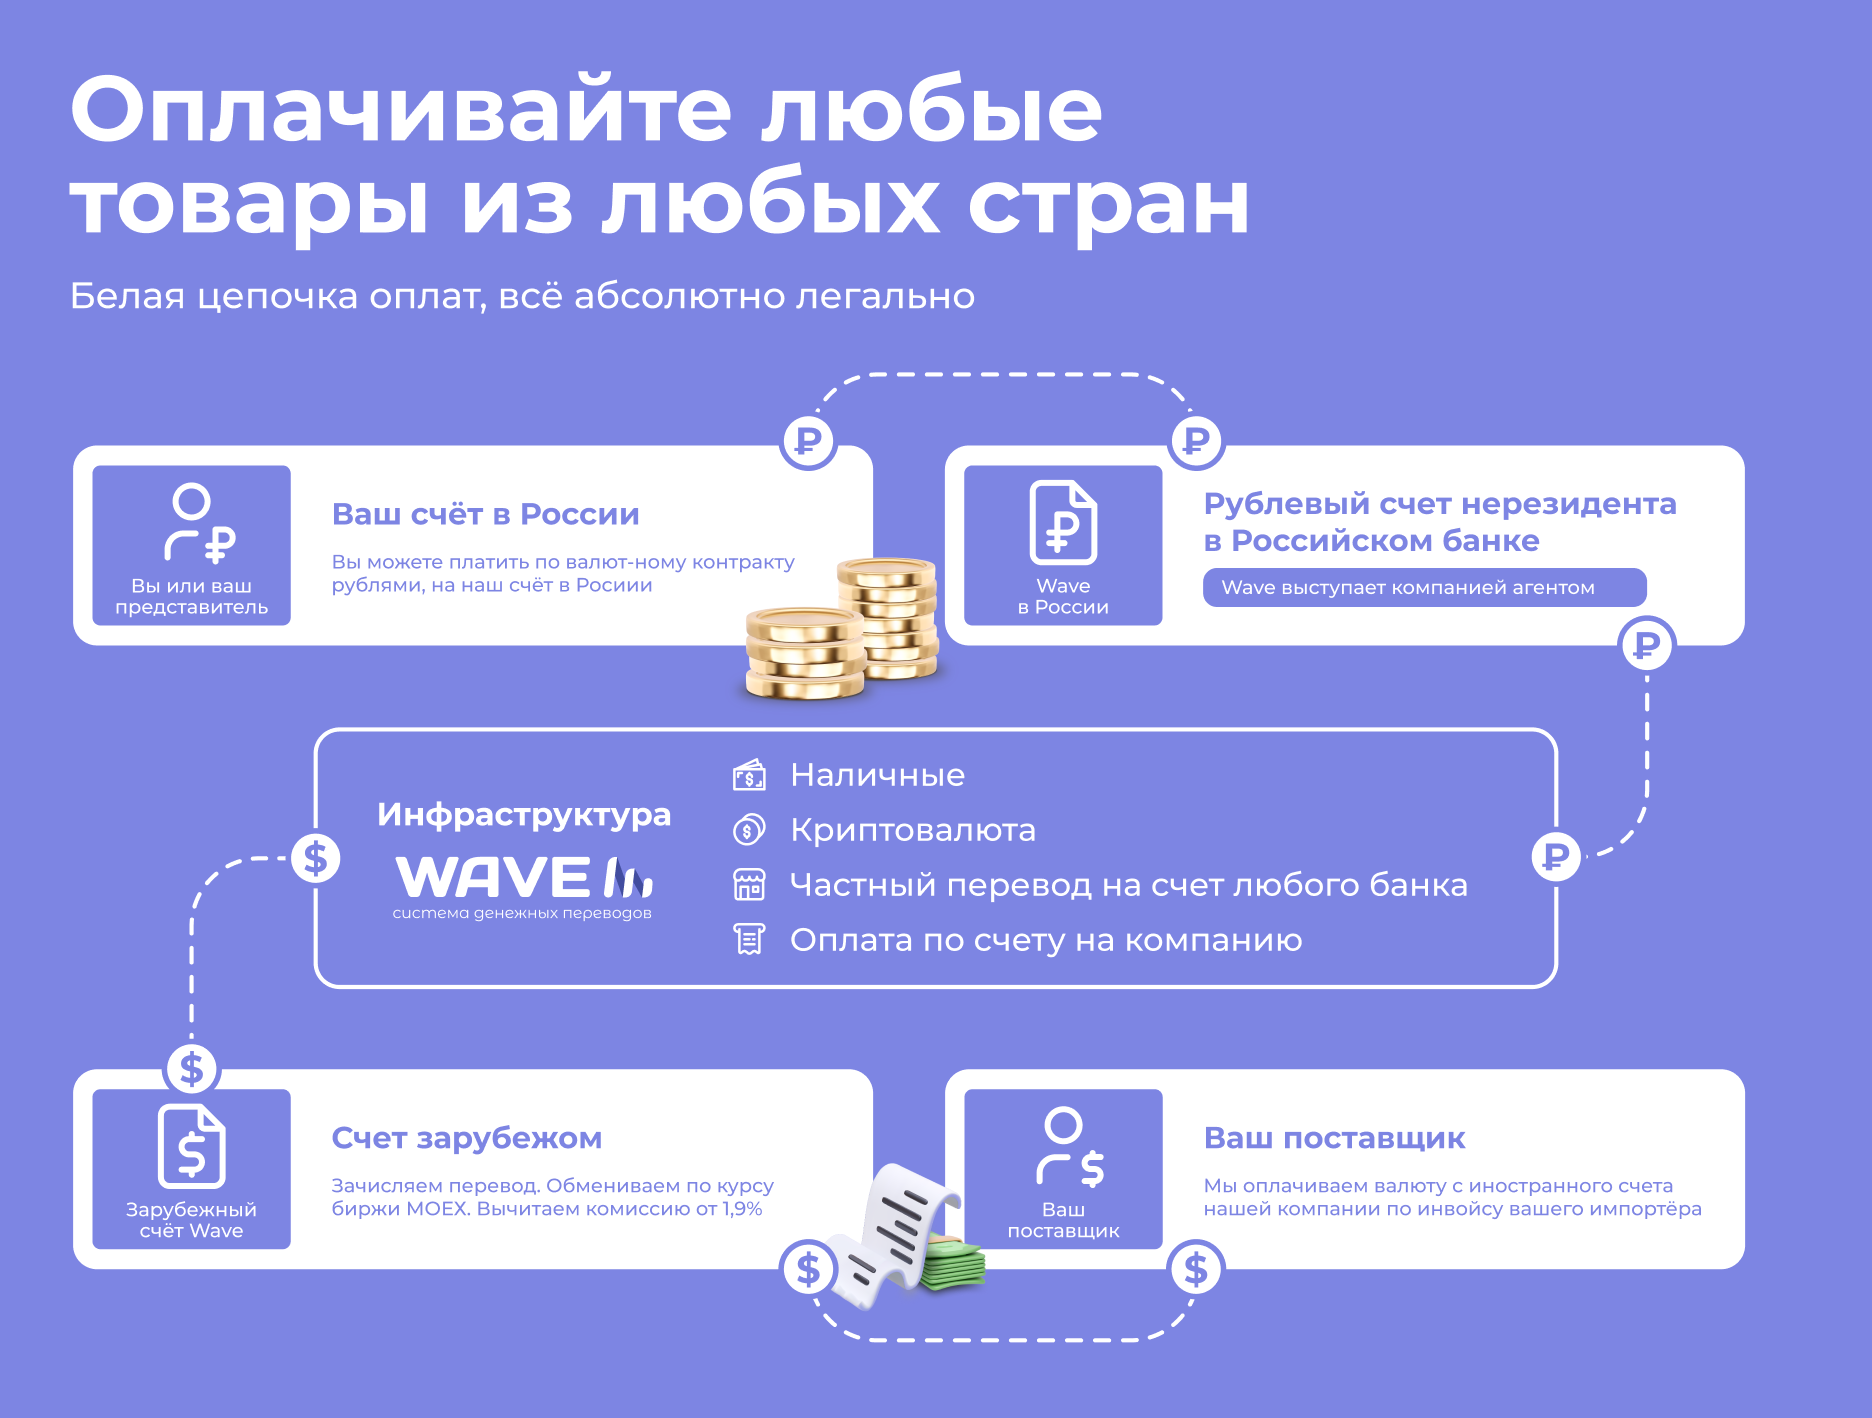 Оплачивайте любые
товары из любых стран
Белая цепочка оплат, всё абсолютно легально
₽
₽
Вы или ваш
представитель
Ваш счёт в России
Вы можете платить по валют-ному контракту
рублями, на наш счёт в Росиии
₽
Wave
в России
Рублевый счет нерезидента
в Российском банке
Wave выступает компанией агентом
₽
₽
Инфраструктура
WAVE
система денежных переводов
$
Наличные
$
Криптовалюта
Частный перевод на счет любого банка
Оплата по счету на компанию
$
₽
$
$
Зарубежный
счёт Wave
Счет зарубежом
Зачисляем перевод. Обмениваем по курсу
биржи MOEX. Вычитаем комиссию от 1,9%
$
$
Ваш
поставщик
Ваш поставщик
Мы оплачиваем валюту с иностранного счета
нашей компании по инвойсу вашего импортёра
$